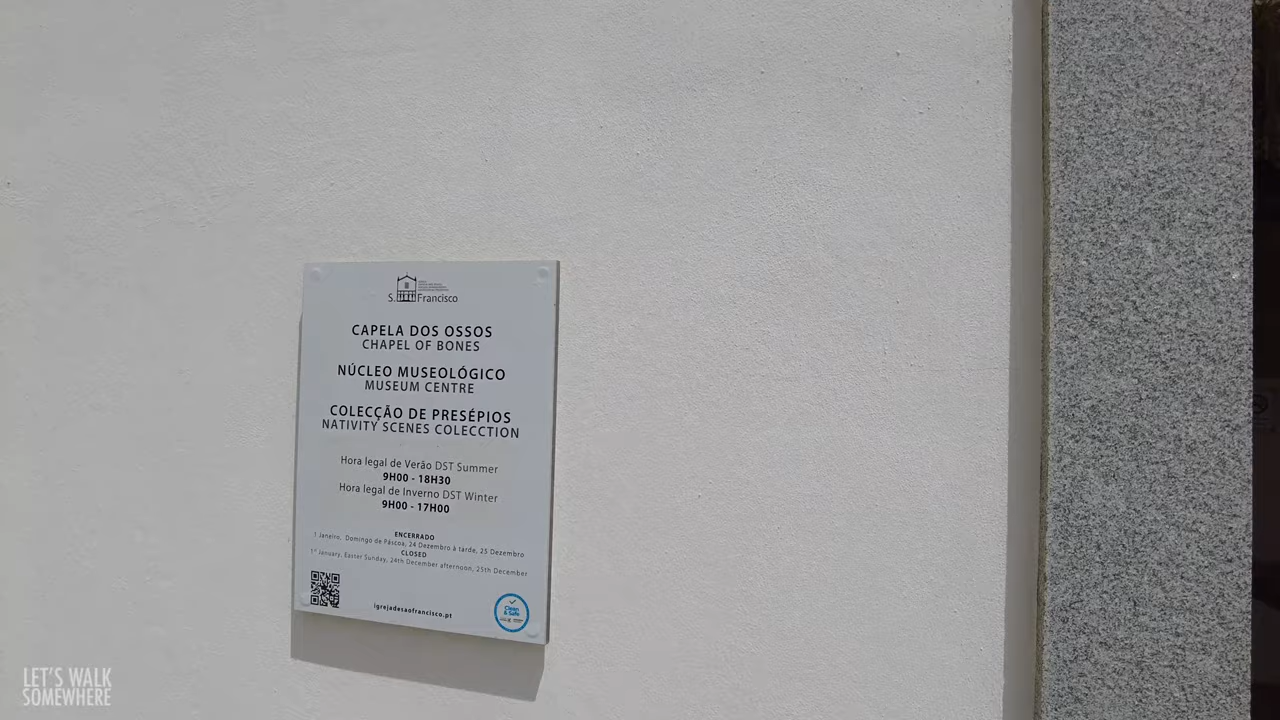 S. Francisco
CAPELA DOS OSSOS
CHAPEL OF BONES
NÚCLEO MUSEOLÓGICO
MUSEUM CENTRE
COLECÇÃO DE PRESÉPIOS
NATIVITY SCENES COLECCTION
Hora legal de Verão DST Summer
9H00 - 18H30
Hora legal de Inverno DST Winter
9H00 - 17H00
ENCERRADO
1 Janeiro, Domingo de Páscoa, 24 Dezembro à tarde, 25 Dezembro
CLOSED
1st January, Easter Sunday, 24th December afternoon, 25th December
igrejadesaofrancisco.pt
Clean
& Safe
LET'S WALK
SOMEWHERE